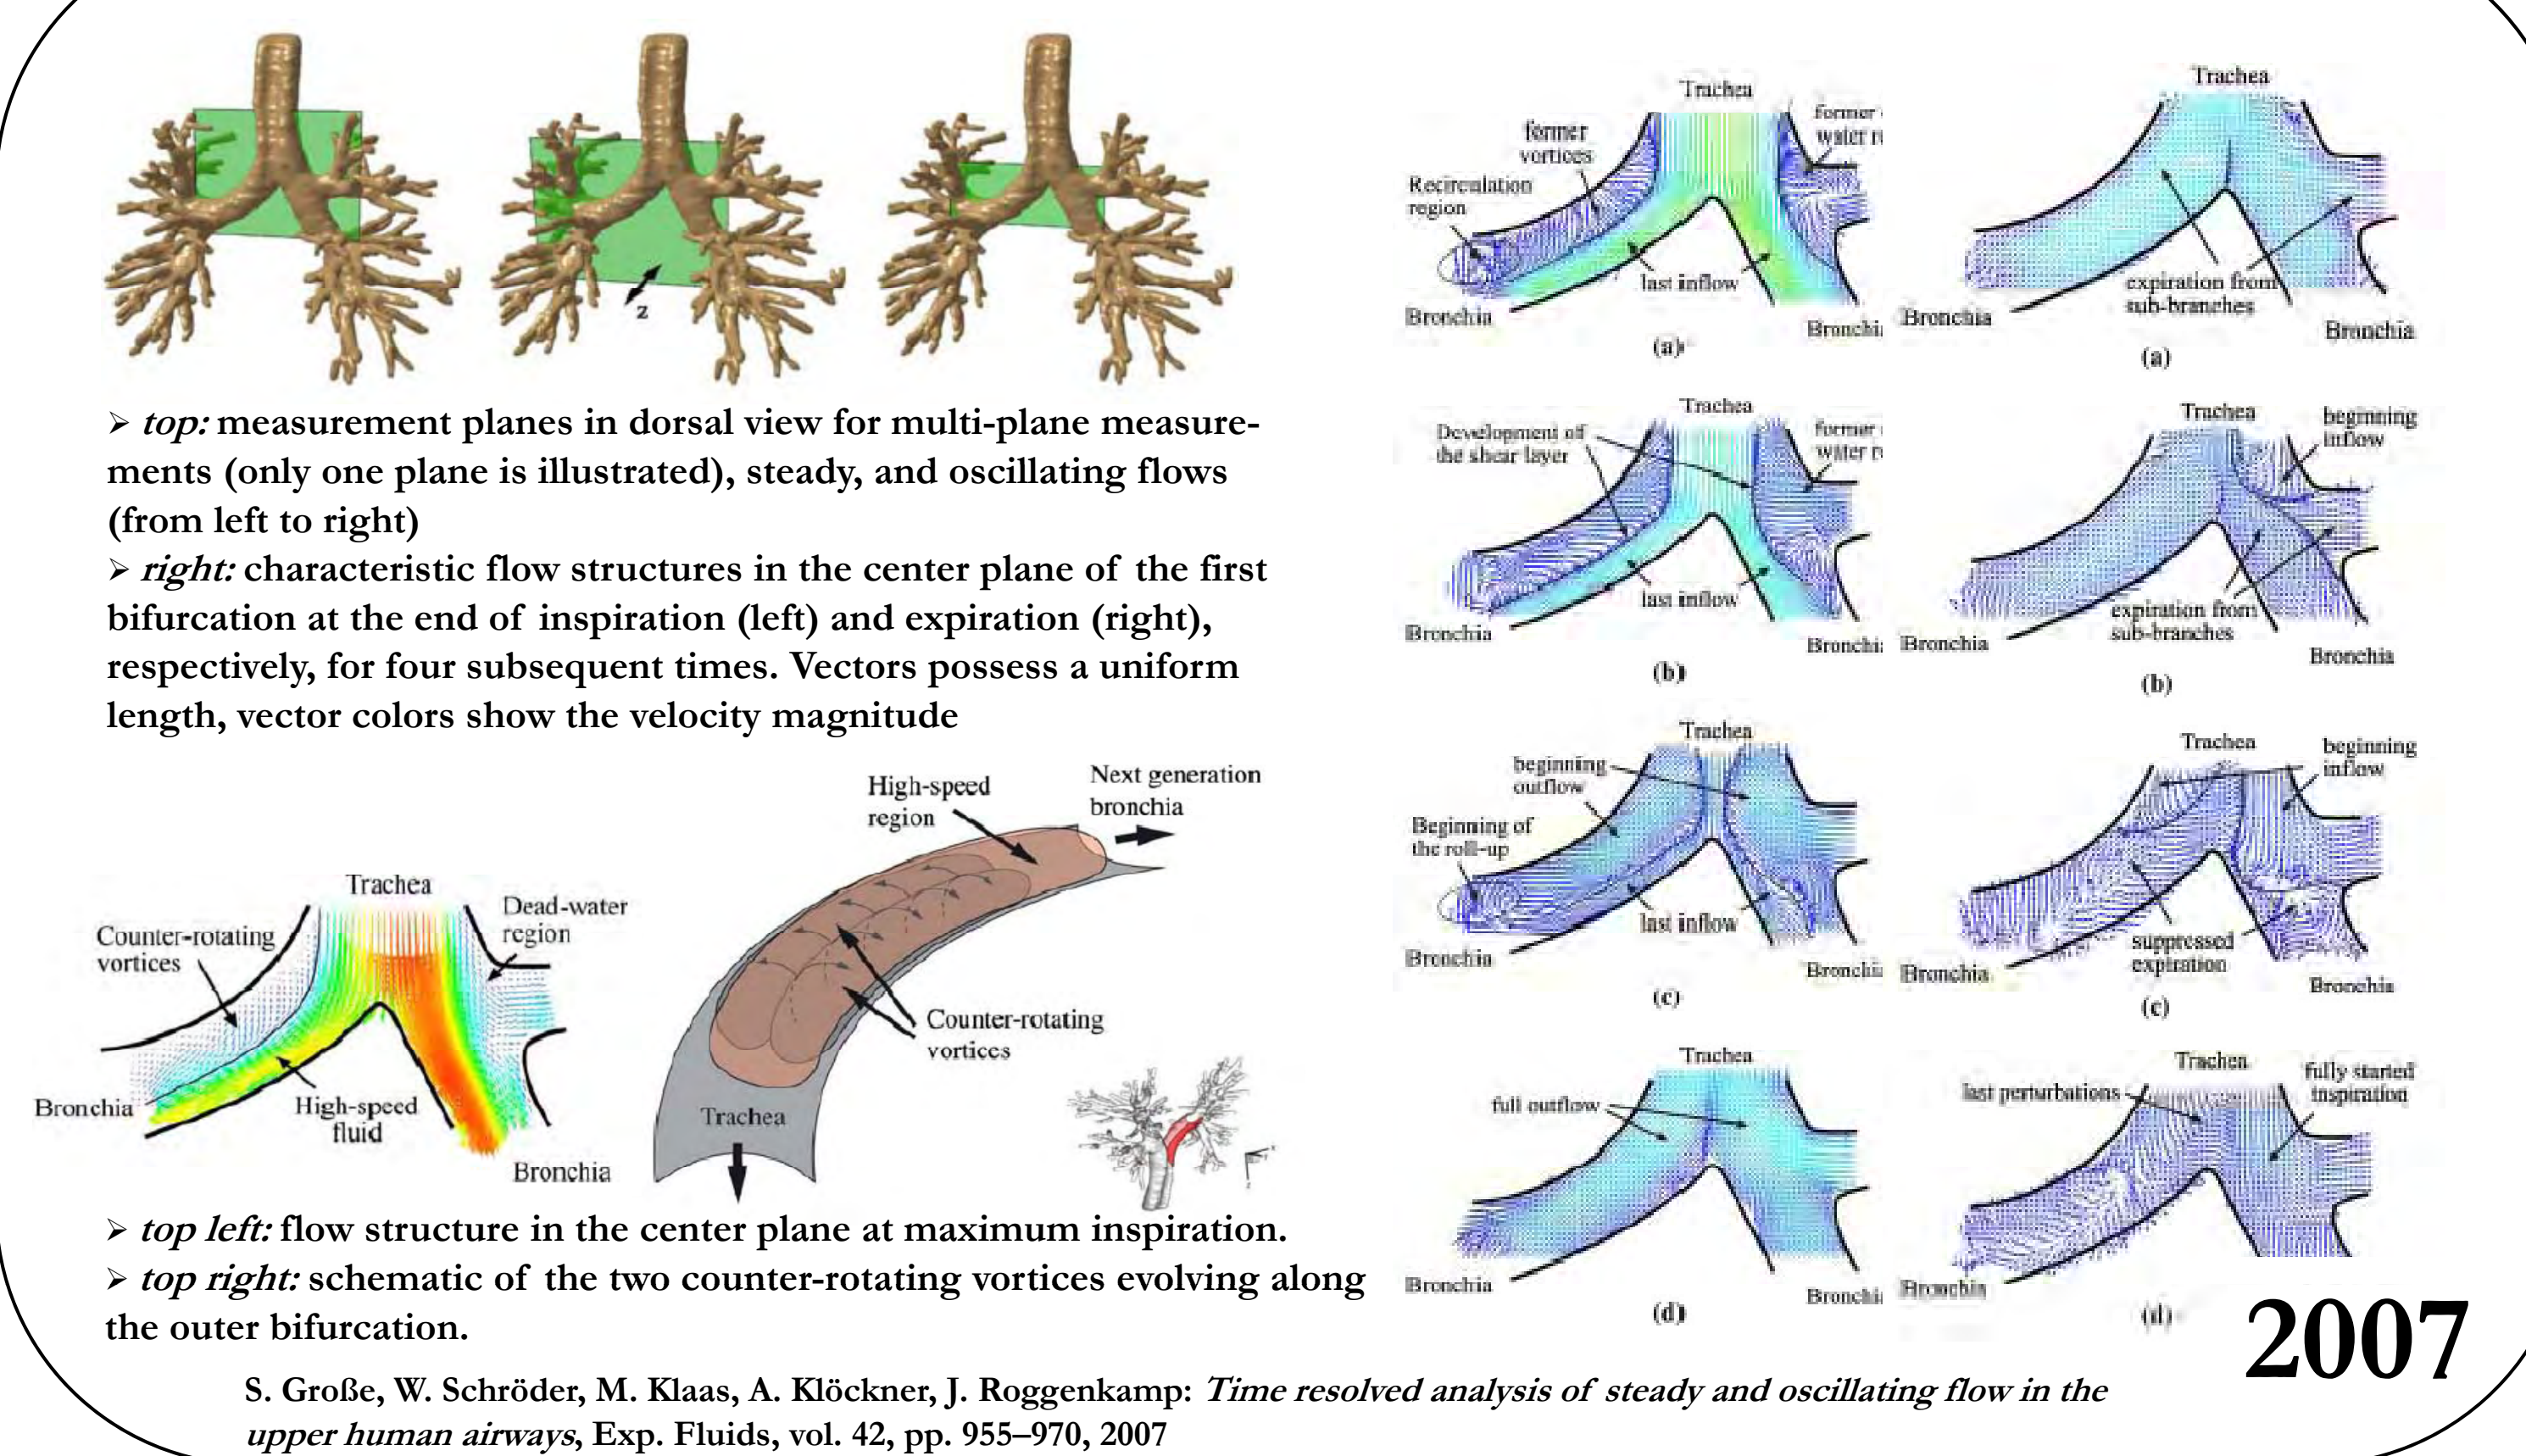 z
➢ top: measurement planes in dorsal view for multi-plane measure-
ments (only one plane is illustrated), steady, and oscillating flows
(from left to right)
➢ right: characteristic flow structures in the center plane of the first
bifurcation at the end of inspiration (left) and expiration (right),
respectively, for four subsequent times. Vectors possess a uniform
length, vector colors show the velocity magnitude
Trachea
Counter-rotating
vortices
Dead-water
region
Bronchia
High-speed
fluid
Bronchia
High-speed
region
Next generation
bronchia
Counter-rotating
vortices
Trachea
➢ top left: flow structure in the center plane at maximum inspiration.
➢ top right: schematic of the two counter-rotating vortices evolving along
the outer bifurcation.
Trachea
former
vortices
former
water r
Recirculation
region
last inflow
Bronchia
Bronchi
(a)
Trachea
Development of
the shear layer
former
water r
last inflow
Bronchia
Bronchi
(b)
Trachea
beginning
outflow
Beginning of
the roll-up
last inflow
Bronchia
Bronchi
(c)
Trachea
full outflow
Bronchia
Bronchi
(d)
Trachea
expiration from
sub-branches
Bronchia
Bronchia
(a)
Trachea
beginning
inflow
expiration from
sub-branches
Bronchia
Bronchia
(b)
Trachea
beginning
inflow
suppressed
expiration
Bronchia
Bronchia
(c)
Trachea
last perturbations
fully started
inspiration
Bronchia
(d)
2007
S. Große, W. Schröder, M. Klaas, A. Klöckner, J. Roggenkamp: Time resolved analysis of steady and oscillating flow in the
upper human airways, Exp. Fluids, vol. 42, pp. 955–970, 2007